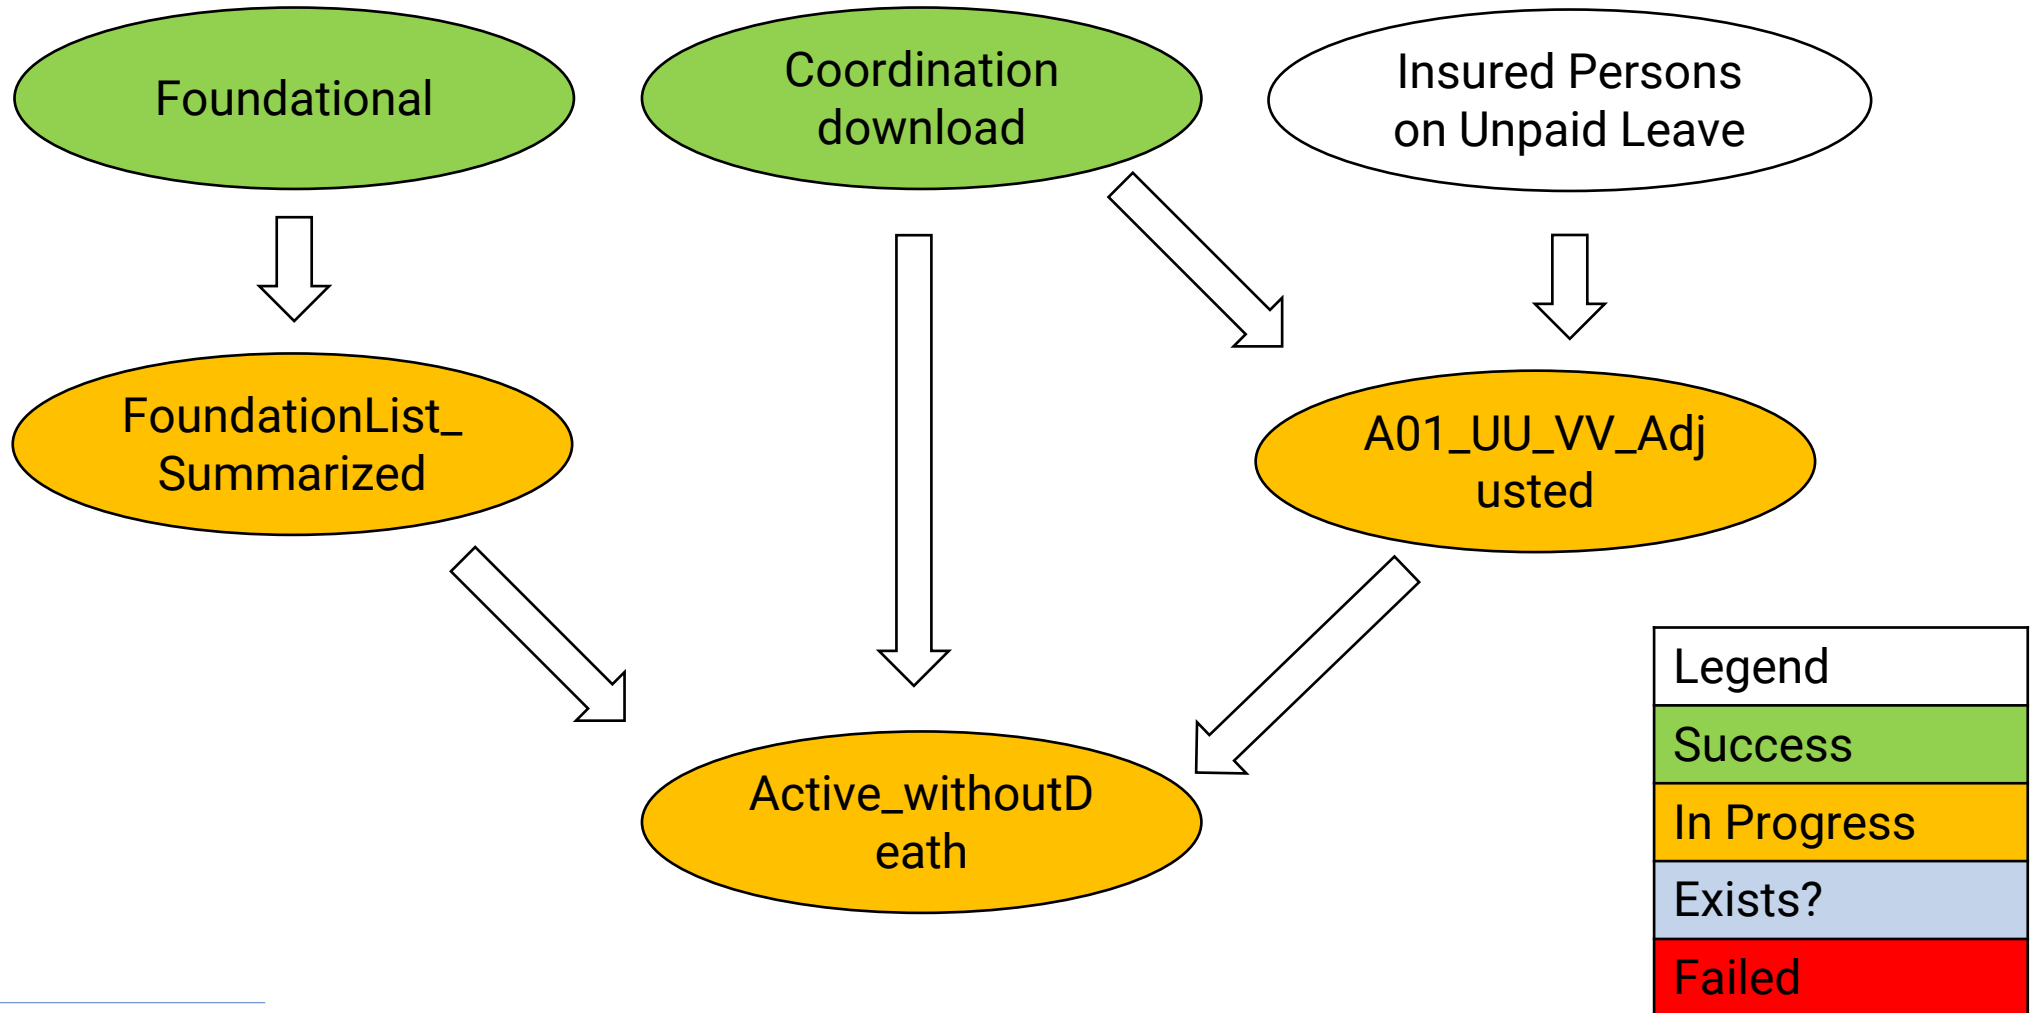 Foundational
Coordination
download
Insured Persons
on Unpaid Leave
FoundationList_
Summarized
A01_UU_VV_Adj
usted
Active_withoutD
eath
Legend
Success
In Progress
Exists?
Failed